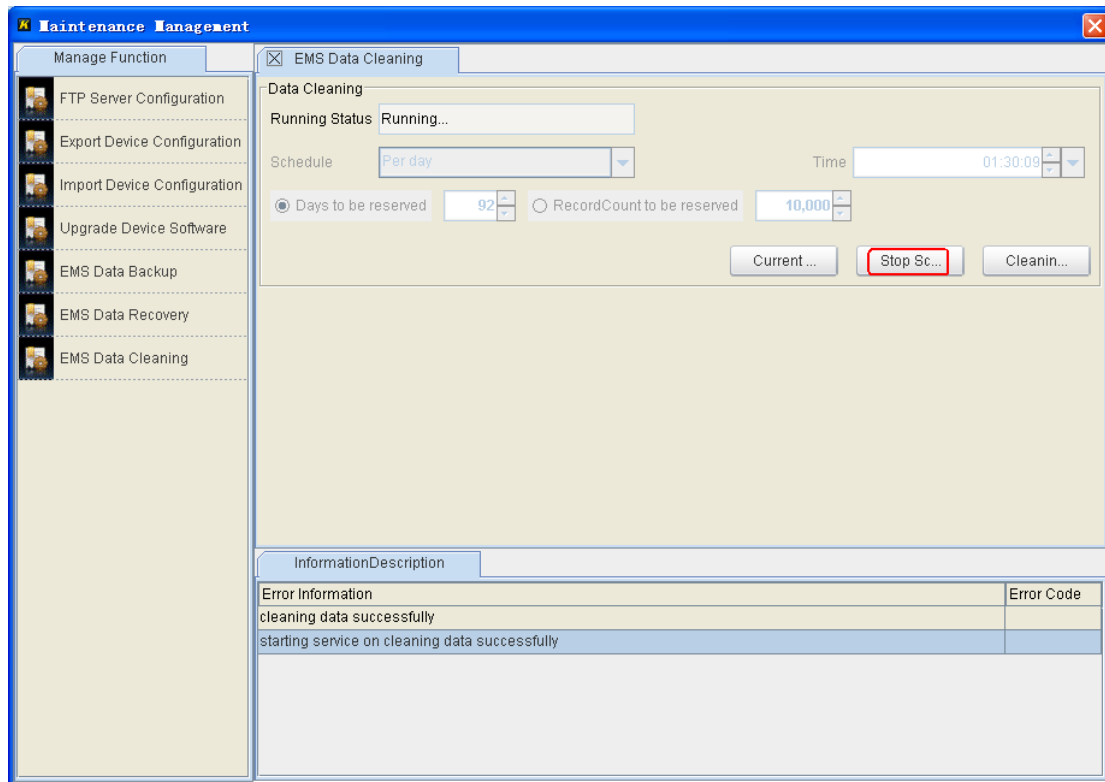 Maintenance Management
Manage Function
FTP Server Configuration
Export Device Configuration
Import Device Configuration
Upgrade Device Software
EMS Data Backup
EMS Data Recovery
EMS Data Cleaning
EMS Data Cleaning
Data Cleaning
Running Status Running...
Schedule Per day Time 01:30:09
Days to be reserved 92 RecordCount to be reserved 10,000
Current ... Stop Sc... Cleanin...
InformationDescription
Error Information Error Code
cleaning data successfully
starting service on cleaning data successfully